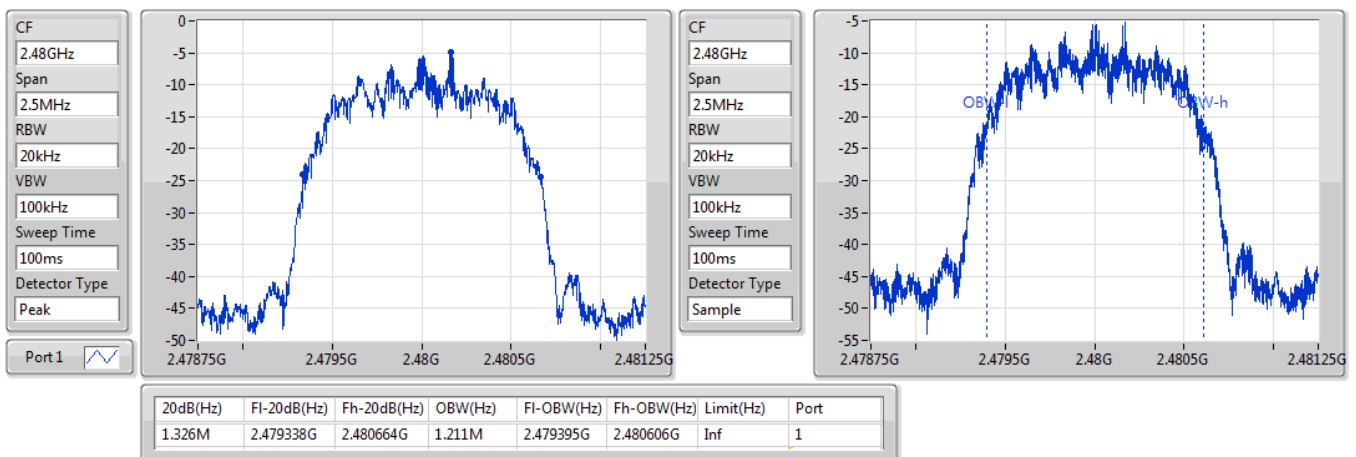 CF
2.48GHz
Span
2.5MHz
RBW
20kHz
VBW
100kHz
Sweep Time
100ms
Detector Type
Peak
Port 1
0
-5
-10
-15
-20
-25
-30
-35
-40
-45
-50
2.47875G 2.4795G 2.48G 2.4805G 2.48125G
CF
2.48GHz
Span
2.5MHz
RBW
20kHz
VBW
100kHz
Sweep Time
100ms
Detector Type
Sample
-5
-10
-15
-20
-25
-30
-35
-40
-45
-50
-55
OBW-h
2.47875G 2.4795G 2.48G 2.4805G 2.48125G
20dB(Hz) Fl-20dB(Hz) Fh-20dB(Hz) OBW(Hz) Fl-OBW(Hz) Fh-OBW(Hz) Limit(Hz) Port
1.326M 2.479338G 2.480664G 1.211M 2.479395G 2.480606G Inf 1